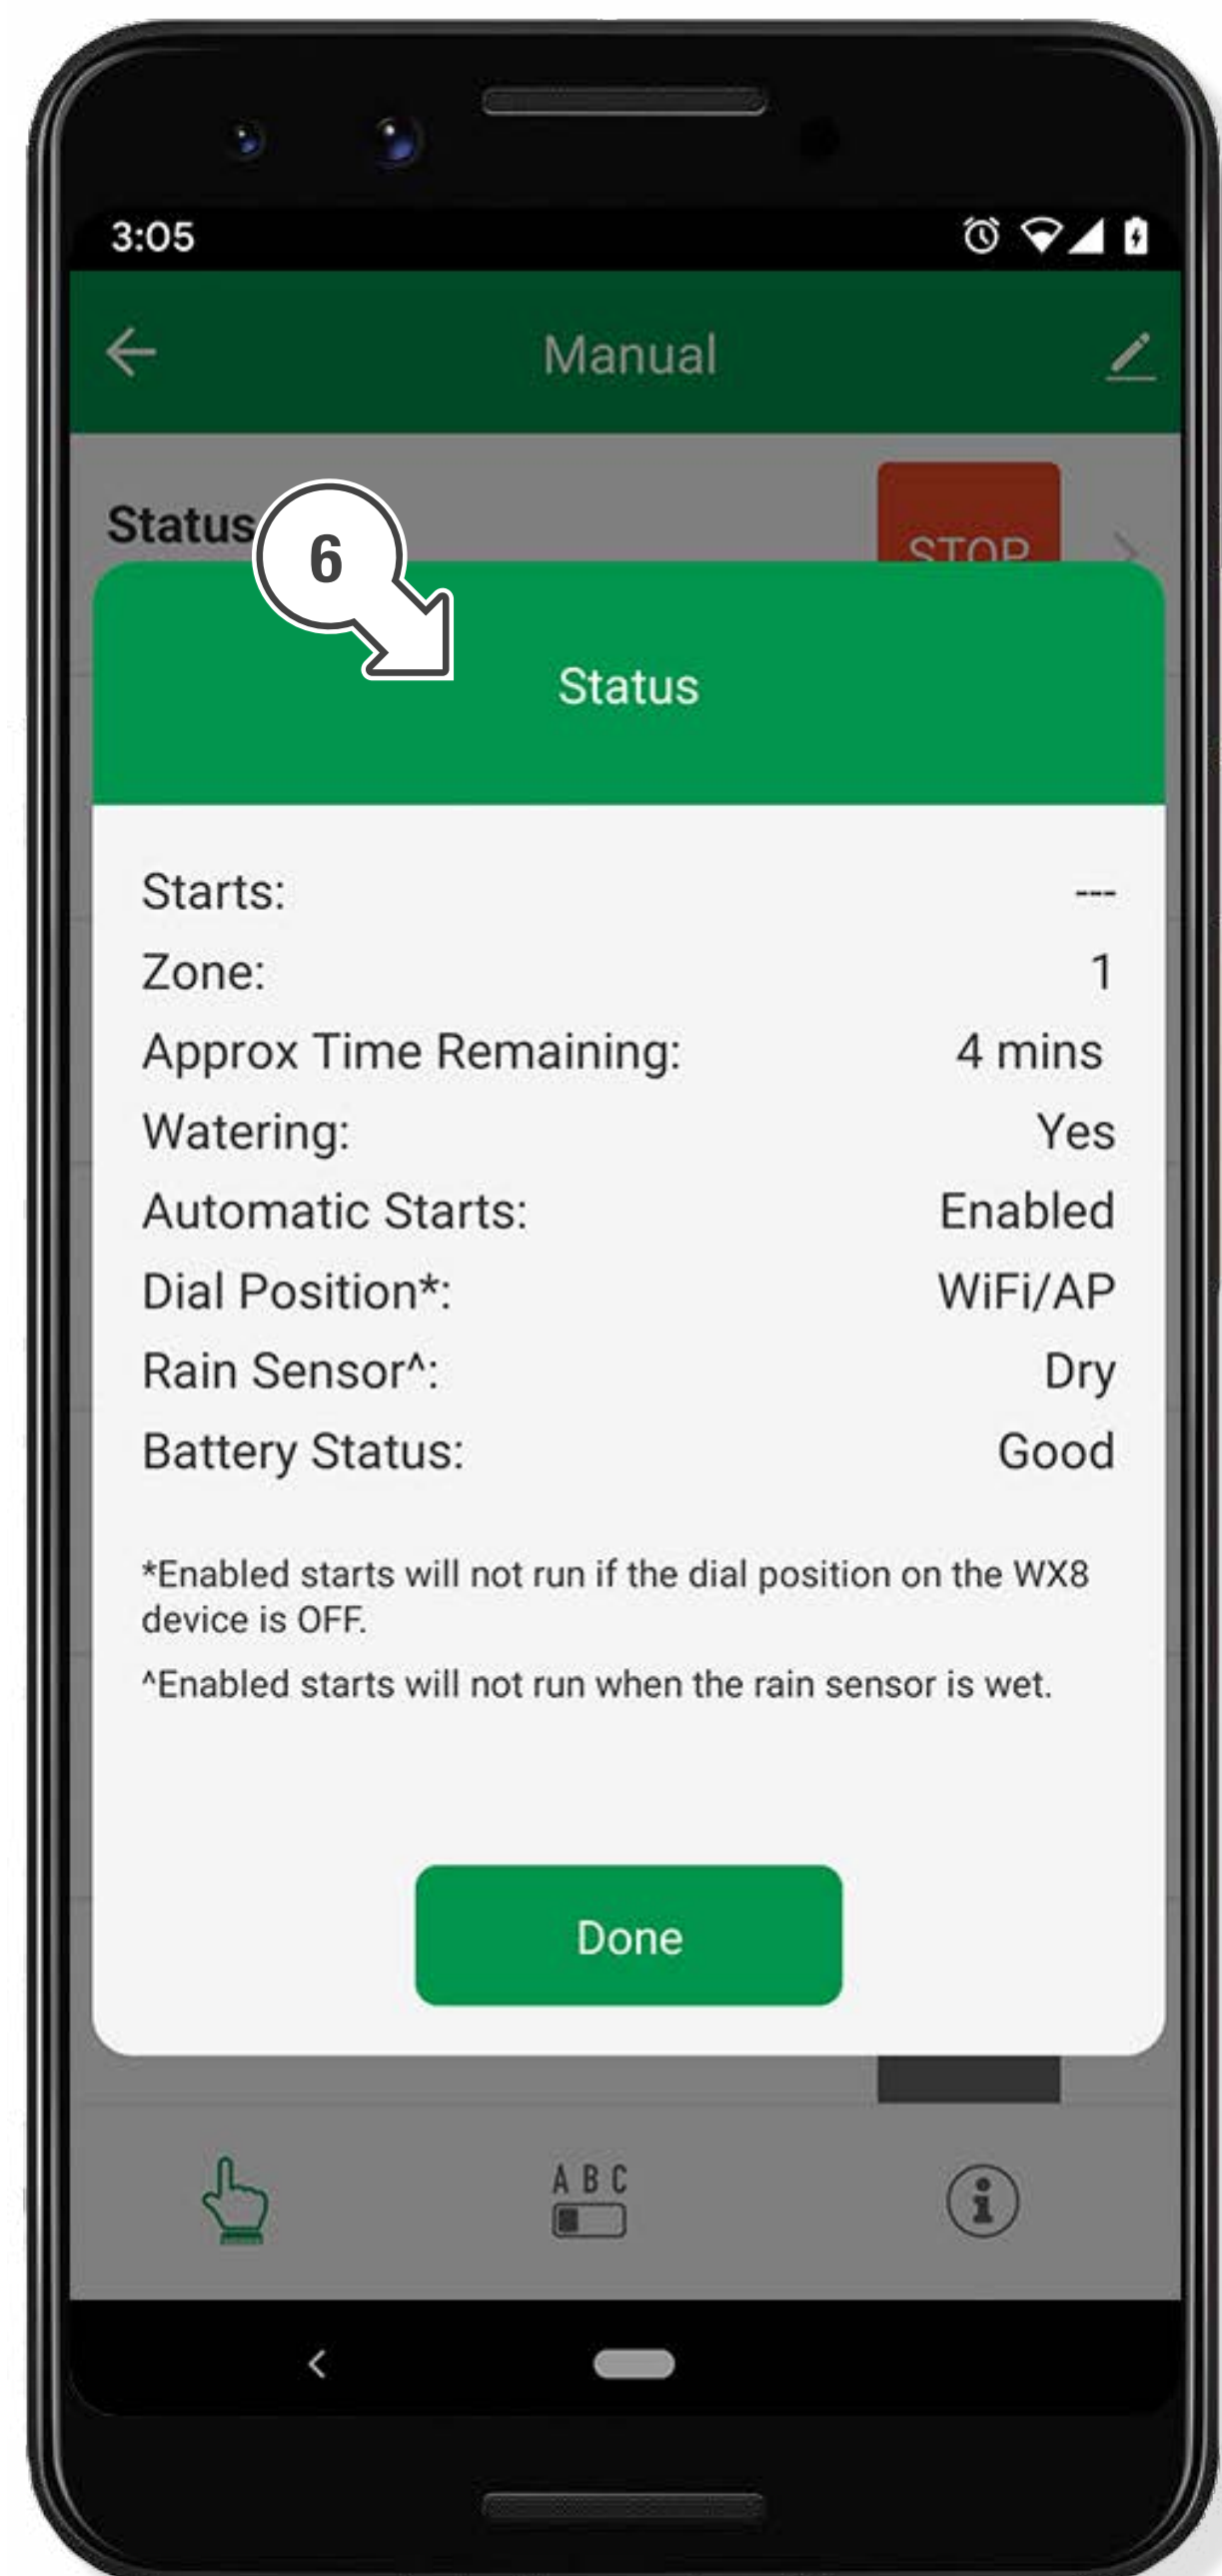 3:05
Manual
Status
STOP
6
Status
Starts: ---
Zone: 1
Approx Time Remaining: 4 mins
Watering: Yes
Automatic Starts: Enabled
Dial Position*: WiFi/AP
Rain Sensor^: Dry
Battery Status: Good
*Enabled starts will not run if the dial position on the WX8
device is OFF.
^Enabled starts will not run when the rain sensor is wet.
Done
A B C